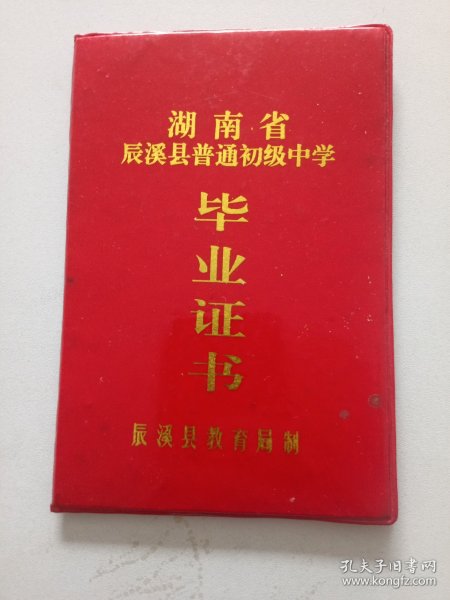 湖南省
辰溪县普通初级中学
毕
业
证
书
辰溪县教育局制
孔夫子旧书网
www.kongfz.com